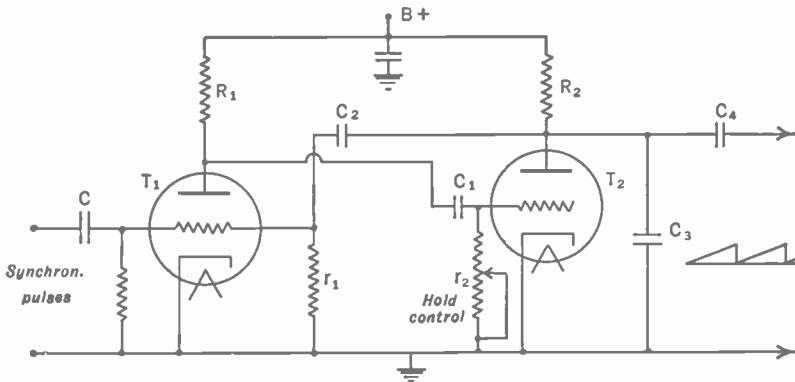 B+
R₁
R₂
C₂
C₄
T₁
C₁
T₂
C
C₃
Synchron.
pulses
r₁
r₂
Hold
control